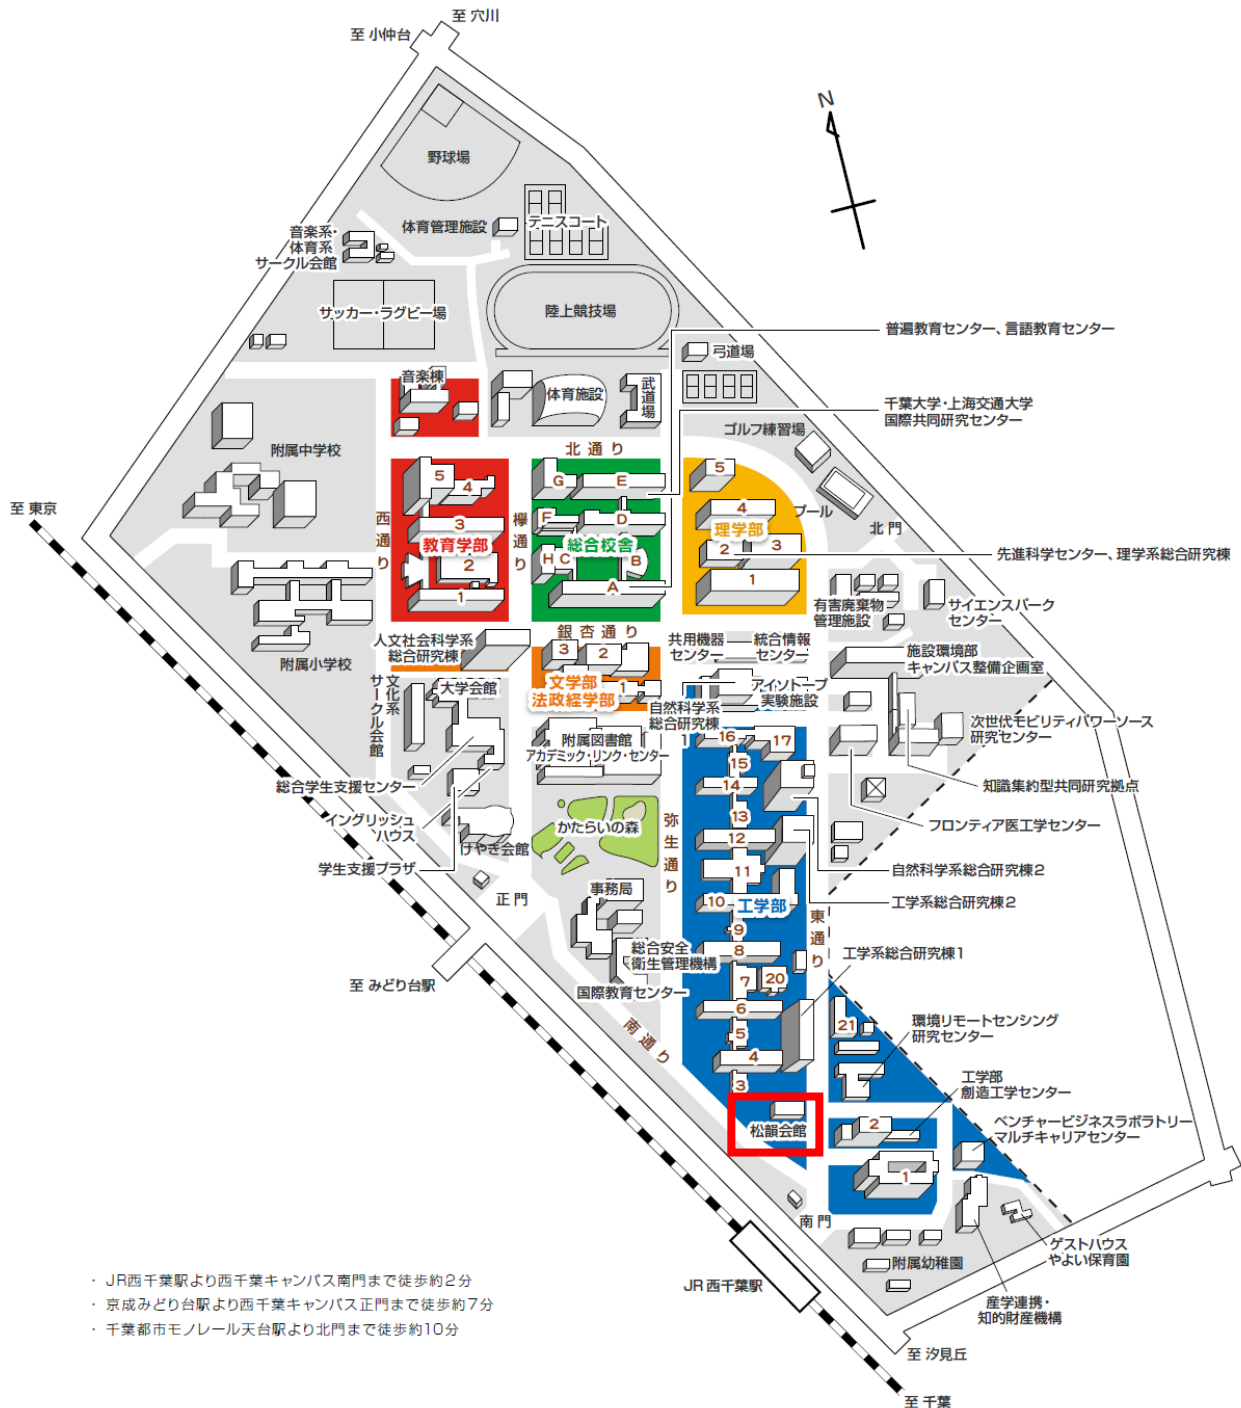 至 穴川
至 小仲台
N
野球場
体育管理施設
テニスコート
音楽系・
体育系
サークル会館
サッカー・ラグビー場
陸上競技場
普遍教育センター、言語教育センター
弓道場
音楽棟
体育施設
武道場
千葉大学・上海交通大学
国際共同研究センター
ゴルフ練習場
附属中学校
北通り
プール
北門
至 東京
西通り
欅通り
5
4
3
教育学部
2
1
G
E
F
D
総合校舎
H
C
B
A
5
4
理学部
2
3
1
先進科学センター、理学系総合研究棟
有害廃棄物
管理施設
サイエンスパーク
センター
附属小学校
人文社会科学系
総合研究棟
銀杏通り
3
2
1
文学部
法政経学部
共用機器
センター
統合情報
センター
施設環境部
キャンパス整備企画室
文化系
サークル会館
大学会館
自然科学系
総合研究棟
1
アイソトープ
実験施設
次世代モビリティパワーソース
研究センター
附属図書館
アカデミック・リンク・センター
総合学生支援センター
知識集約型共同研究拠点
イングリッシュ
ハウス
かたらいの森
弥生通り
フロンティア医工学センター
けやき会館
学生支援プラザ
自然科学系総合研究棟2
工学系総合研究棟2
正門
事務局
16
17
15
14
13
12
11
10
工学部
9
8
7
20
6
5
4
3
東通り
総合安全
衛生管理機構
国際教育センター
工学系総合研究棟1
至 みどり台駅
南通り
21
環境リモートセンシング
研究センター
工学部
創造工学センター
松韻会館
2
ベンチャービジネスラボラトリー
マルチキャリアセンター
1
南門
附属幼稚園
ゲストハウス
やよい保育園
JR 西千葉駅
産学連携・
知的財産機構
・ JR西千葉駅より西千葉キャンパス南門まで徒歩約2分
・ 京成みどり台駅より西千葉キャンパス正門まで徒歩約7分
・ 千葉都市モノレール天台駅より北門まで徒歩約10分
至 汐見丘
至 千葉